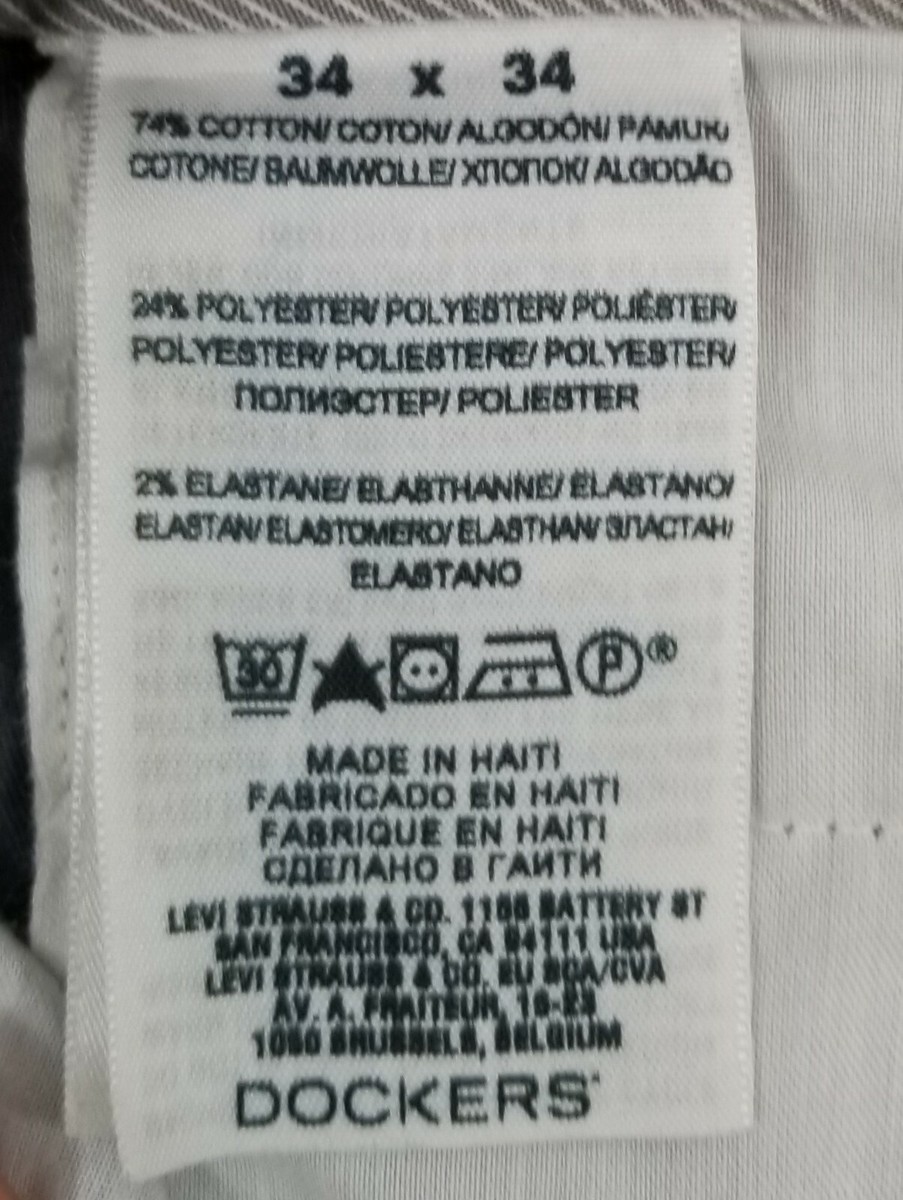 34 x 34
74% COTTON/ COTON/ ALGODÓN/ PAMUK/
COTONE/ BAUMWOLLE/ ХЛОПОК/ ALGODÃO
24% POLYESTER/ POLYESTER/ POLIÉSTER/
POLYESTER/ POLIESTERE/ POLYESTER/
ПОЛИЭСТЕР/ POLIESTER
2% ELASTANE/ ELASTHANNE/ ELASTANO/
ELASTAN/ ELASTOMERO/ ELASTHAN/ ЭЛАСТАН/
ELASTANO
30 P ®
MADE IN HAITI
FABRICADO EN HAITI
FABRIQUE EN HAITI
СДЕЛАНО В ГАИТИ
LEVI STRAUSS & CO. 1155 BATTERY ST
SAN FRANCISCO, CA 94111 USA
LEVI STRAUSS & CO. EU BCA/CVA
AV. A. FRAITEUR, 15-23
1050 BRUSSELS, BELGIUM
DOCKERS